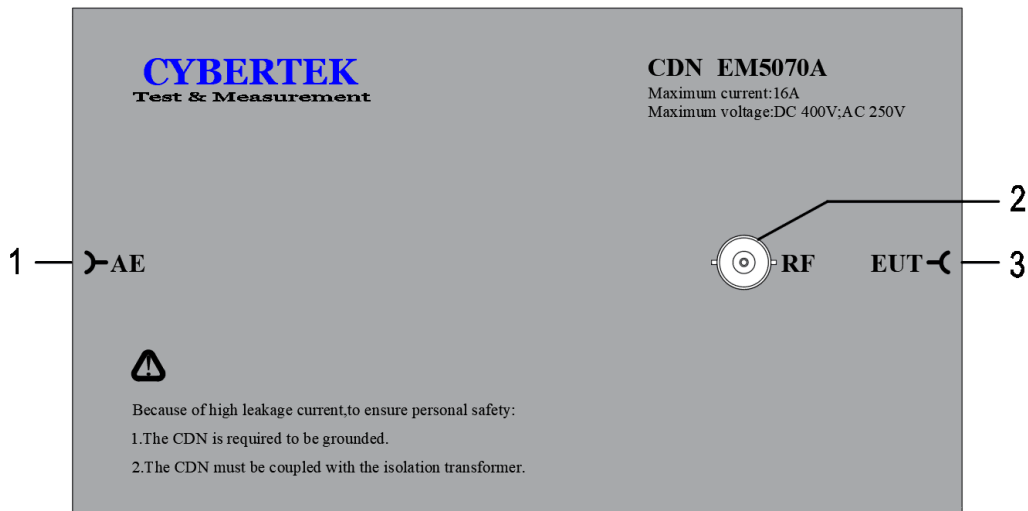 CYBERTEK
Test & Measurement
CDN EM5070A
Maximum current:16A
Maximum voltage:DC 400V;AC 250V
2
1
AE
RF
EUT
3
Because of high leakage current,to ensure personal safety:
1.The CDN is required to be grounded.
2.The CDN must be coupled with the isolation transformer.